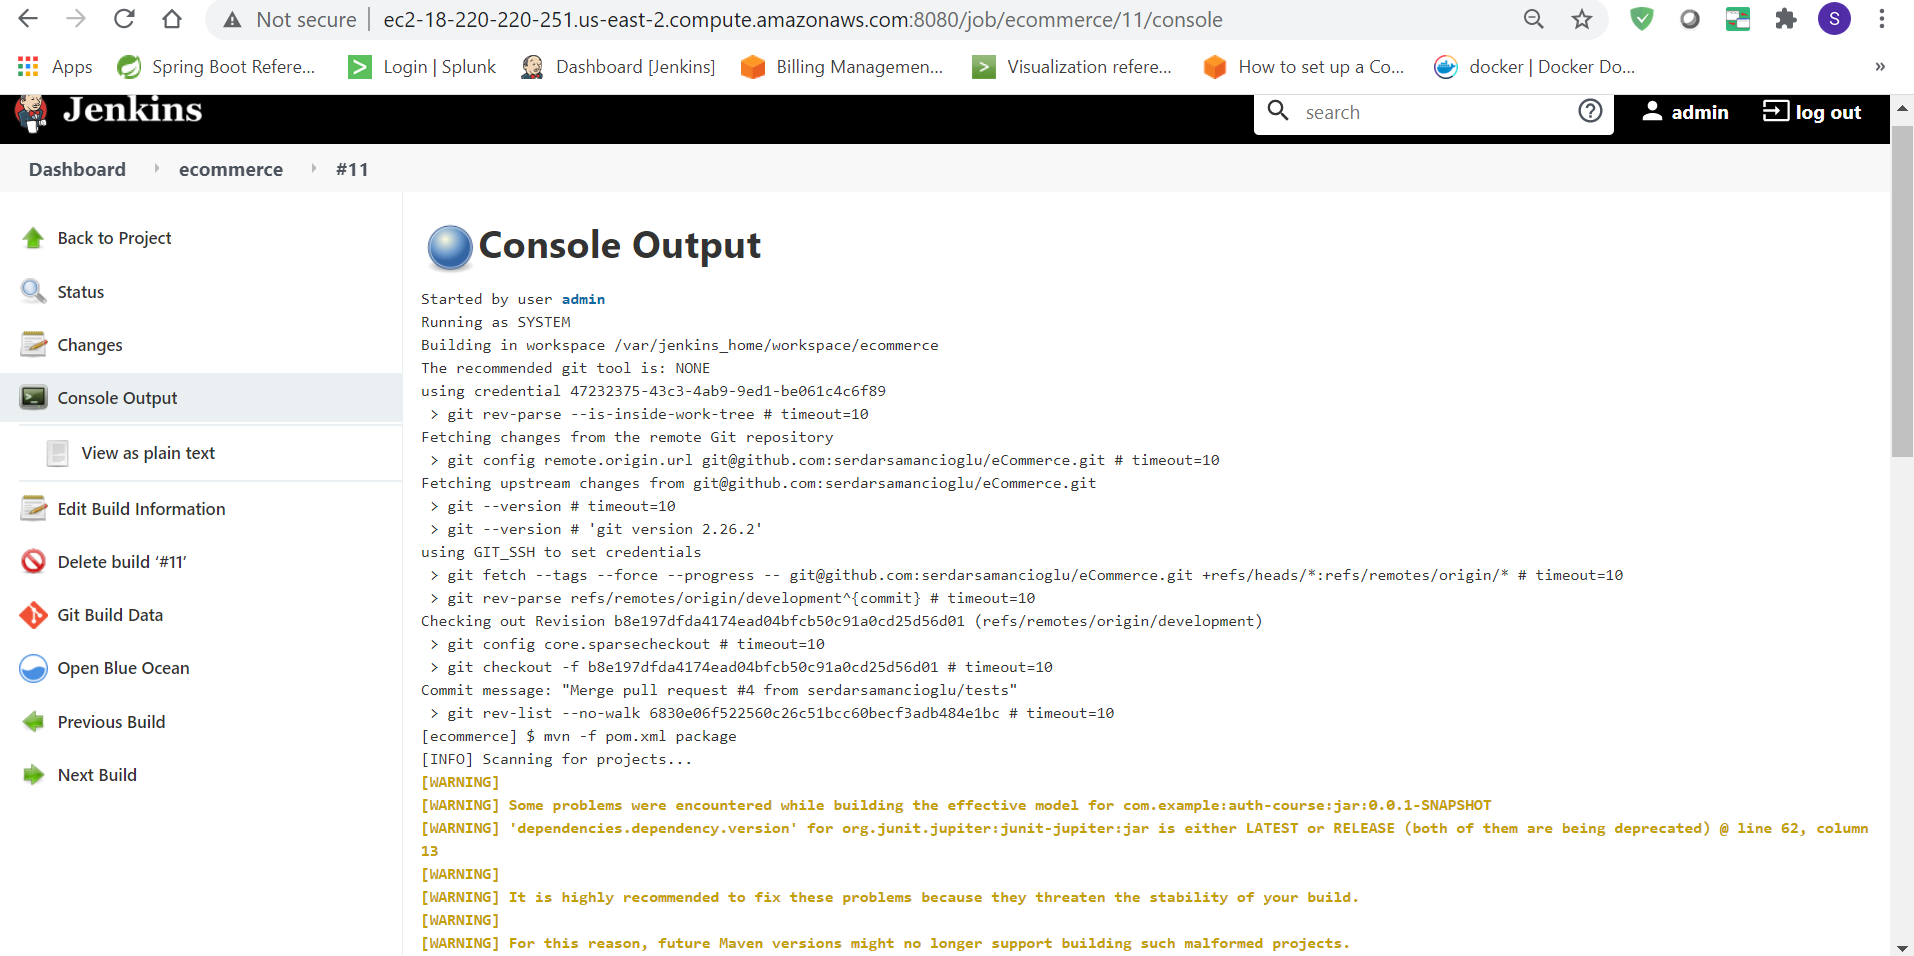 Not secure
ec2-18-220-220-251.us-east-2.compute.amazonaws.com:8080/job/ecommerce/11/console
S
Apps
Spring Boot Refere...
Login | Splunk
Dashboard [Jenkins]
Billing Managemen...
Visualization refere...
How to set up a Co...
docker | Docker Do...
»
Jenkins
search
admin
log out
Dashboard
ecommerce
#11
Back to Project
Status
Changes
Console Output
View as plain text
Edit Build Information
Delete build ‘#11’
Git Build Data
Open Blue Ocean
Previous Build
Next Build
Console Output
Started by user admin
Running as SYSTEM
Building in workspace /var/jenkins_home/workspace/ecommerce
The recommended git tool is: NONE
using credential 47232375-43c3-4ab9-9ed1-be061c4c6f89
> git rev-parse --is-inside-work-tree # timeout=10
Fetching changes from the remote Git repository
> git config remote.origin.url git@github.com:serdarsamancioglu/eCommerce.git # timeout=10
Fetching upstream changes from git@github.com:serdarsamancioglu/eCommerce.git
> git --version # timeout=10
> git --version # 'git version 2.26.2'
using GIT_SSH to set credentials
> git fetch --tags --force --progress -- git@github.com:serdarsamancioglu/eCommerce.git +refs/heads/*:refs/remotes/origin/* # timeout=10
> git rev-parse refs/remotes/origin/development^{commit} # timeout=10
Checking out Revision b8e197dfda4174ead04bfcb50c91a0cd25d56d01 (refs/remotes/origin/development)
> git config core.sparsecheckout # timeout=10
> git checkout -f b8e197dfda4174ead04bfcb50c91a0cd25d56d01 # timeout=10
Commit message: "Merge pull request #4 from serdarsamancioglu/tests"
> git rev-list --no-walk 6830e06f522560c26c51bcc60becf3adb484e1bc # timeout=10
[ecommerce] $ mvn -f pom.xml package
[INFO] Scanning for projects...
[WARNING]
[WARNING] Some problems were encountered while building the effective model for com.example:auth-course:jar:0.0.1-SNAPSHOT
[WARNING] 'dependencies.dependency.version' for org.junit.jupiter:junit-jupiter:jar is either LATEST or RELEASE (both of them are being deprecated) @ line 62, column
13
[WARNING]
[WARNING] It is highly recommended to fix these problems because they threaten the stability of your build.
[WARNING]
[WARNING] For this reason, future Maven versions might no longer support building such malformed projects.